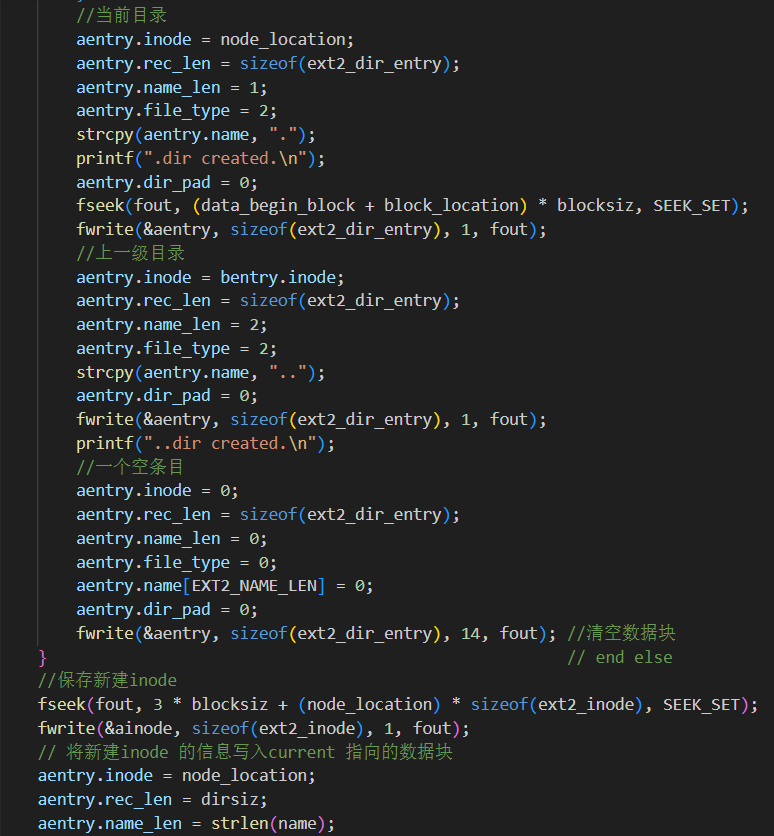 //当前目录
aentry.inode = node_location;
aentry.rec_len = sizeof(ext2_dir_entry);
aentry.name_len = 1;
aentry.file_type = 2;
strcpy(aentry.name, ".");
printf(".dir created.\n");
aentry.dir_pad = 0;
fseek(fout, (data_begin_block + block_location) * blocksiz, SEEK_SET);
fwrite(&aentry, sizeof(ext2_dir_entry), 1, fout);
//上一级目录
aentry.inode = bentry.inode;
aentry.rec_len = sizeof(ext2_dir_entry);
aentry.name_len = 2;
aentry.file_type = 2;
strcpy(aentry.name, "..");
aentry.dir_pad = 0;
fwrite(&aentry, sizeof(ext2_dir_entry), 1, fout);
printf("..dir created.\n");
//一个空条目
aentry.inode = 0;
aentry.rec_len = sizeof(ext2_dir_entry);
aentry.name_len = 0;
aentry.file_type = 0;
aentry.name[EXT2_NAME_LEN] = 0;
aentry.dir_pad = 0;
fwrite(&aentry, sizeof(ext2_dir_entry), 14, fout); //清空数据块
} // end else
//保存新建inode
fseek(fout, 3 * blocksiz + (node_location) * sizeof(ext2_inode), SEEK_SET);
fwrite(&ainode, sizeof(ext2_inode), 1, fout);
// 将新建inode 的信息写入current 指向的数据块
aentry.inode = node_location;
aentry.rec_len = dirsiz;
aentry.name_len = strlen(name);